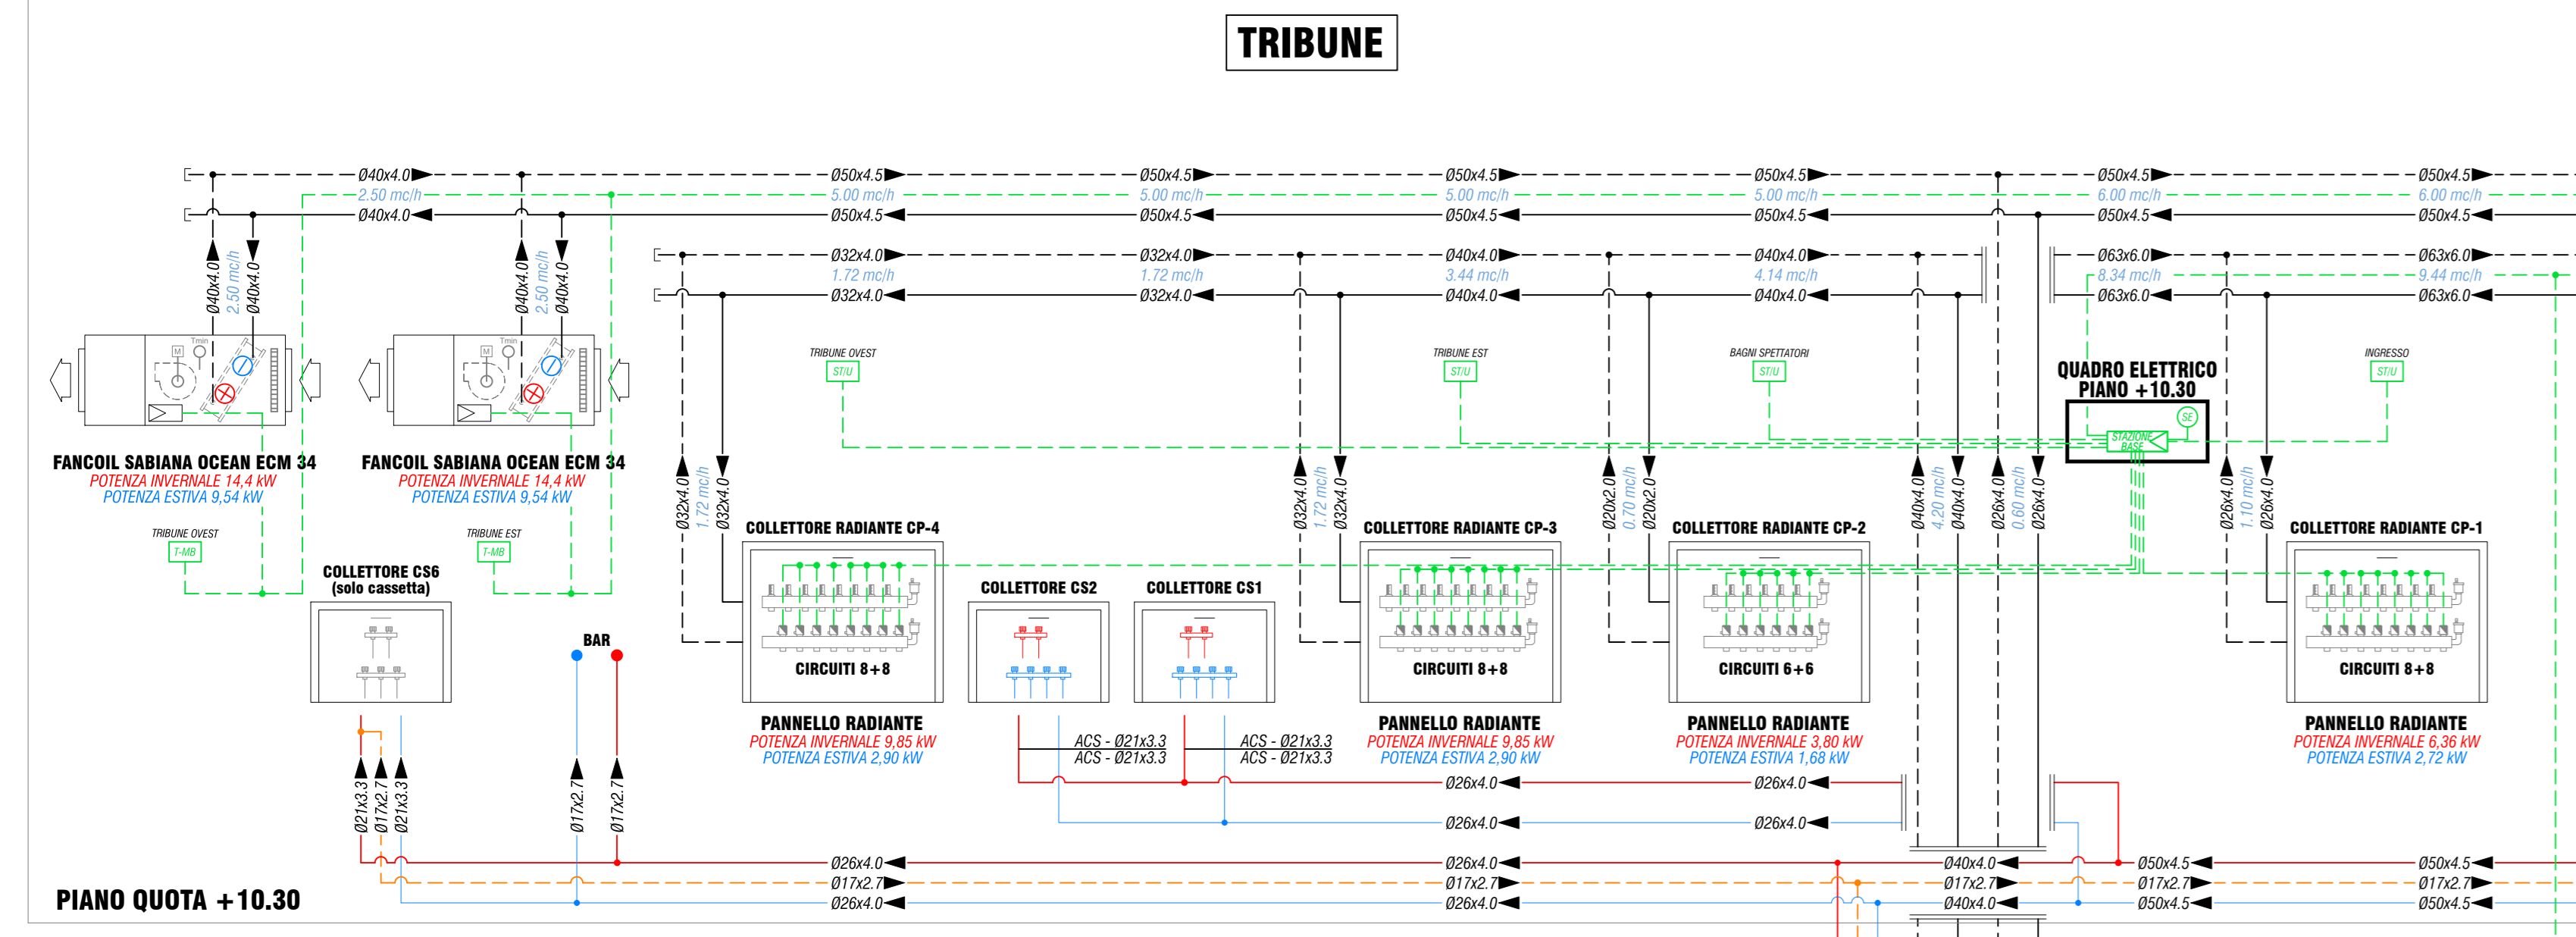 TRIBUNE
Ø40x4.0 Ø50x4.5 Ø50x4.5 Ø50x4.5 Ø50x4.5 Ø50x4.5 Ø50x4.5
2.50 mc/h 5.00 mc/h 5.00 mc/h 5.00 mc/h 5.00 mc/h 6.00 mc/h 6.00 mc/h
Ø40x4.0 Ø50x4.5 Ø50x4.5 Ø50x4.5 Ø50x4.5 Ø50x4.5 Ø50x4.5
Ø32x4.0 Ø32x4.0 Ø40x4.0 Ø40x4.0 Ø63x6.0 Ø63x6.0
1.72 mc/h 1.72 mc/h 3.44 mc/h 4.14 mc/h 8.34 mc/h 9.44 mc/h
Ø32x4.0 Ø32x4.0 Ø40x4.0 Ø40x4.0 Ø63x6.0 Ø63x6.0
Ø40x4.0 2.50 mc/h Ø40x4.0
Ø40x4.0 2.50 mc/h Ø40x4.0
M Tmin
M Tmin
FANCOIL SABIANA OCEAN ECM 34
POTENZA INVERNALE 14,4 kW
POTENZA ESTIVA 9,54 kW
FANCOIL SABIANA OCEAN ECM 34
POTENZA INVERNALE 14,4 kW
POTENZA ESTIVA 9,54 kW
TRIBUNE OVEST
ST/U
TRIBUNE EST
ST/U
BAGNI SPETTATORI
ST/U
QUADRO ELETTRICO
PIANO +10.30
SE
STAZIONE
BASE
INGRESSO
ST/U
Ø32x4.0 1.72 mc/h Ø32x4.0
Ø32x4.0 1.72 mc/h Ø32x4.0
Ø20x2.0 0.70 mc/h Ø20x2.0
Ø40x4.0 4.20 mc/h Ø40x4.0
Ø26x4.0 0.60 mc/h Ø26x4.0
Ø26x4.0 1.10 mc/h Ø26x4.0
TRIBUNE OVEST
T-MB
TRIBUNE EST
T-MB
COLLETTORE CS6
(solo cassetta)
BAR
COLLETTORE RADIANTE CP-4
CIRCUITI 8+8
PANNELLO RADIANTE
POTENZA INVERNALE 9,85 kW
POTENZA ESTIVA 2,90 kW
COLLETTORE CS2
COLLETTORE CS1
ACS - Ø21x3.3
ACS - Ø21x3.3
ACS - Ø21x3.3
ACS - Ø21x3.3
COLLETTORE RADIANTE CP-3
CIRCUITI 8+8
PANNELLO RADIANTE
POTENZA INVERNALE 9,85 kW
POTENZA ESTIVA 2,90 kW
COLLETTORE RADIANTE CP-2
CIRCUITI 6+6
PANNELLO RADIANTE
POTENZA INVERNALE 3,80 kW
POTENZA ESTIVA 1,68 kW
COLLETTORE RADIANTE CP-1
CIRCUITI 8+8
PANNELLO RADIANTE
POTENZA INVERNALE 6,36 kW
POTENZA ESTIVA 2,72 kW
Ø21x3.3 Ø17x2.7 Ø21x3.3
Ø17x2.7 Ø17x2.7
Ø26x4.0 Ø26x4.0
Ø26x4.0 Ø26x4.0
Ø26x4.0 Ø26x4.0 Ø40x4.0 Ø50x4.5 Ø50x4.5
Ø17x2.7 Ø17x2.7 Ø17x2.7 Ø17x2.7 Ø17x2.7
Ø26x4.0 Ø26x4.0 Ø40x4.0 Ø50x4.5 Ø50x4.5
PIANO QUOTA +10.30